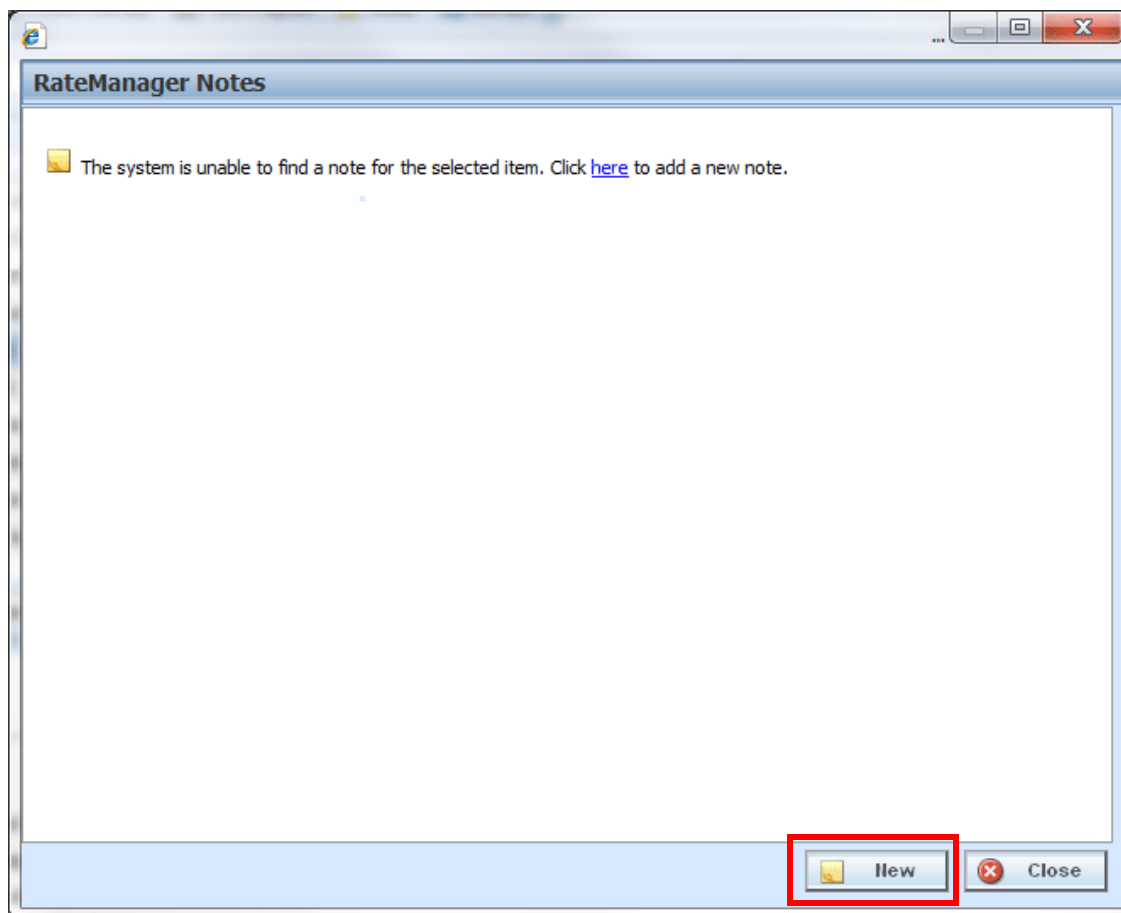 ...
RateManager Notes
The system is unable to find a note for the selected item. Click here to add a new note.
New
Close